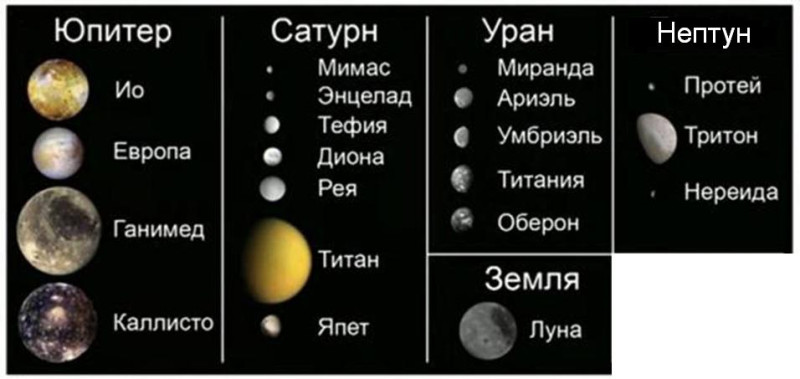 Юпитер
Ио
Европа
Ганимед
Каллисто
Сатурн
Мимас
Энцелад
Тефия
Диона
Рея
Титан
Япет
Уран
Миранда
Ариэль
Умбриэль
Титания
Оберон
Нептун
Протей
Тритон
Нереида
Земля
Луна